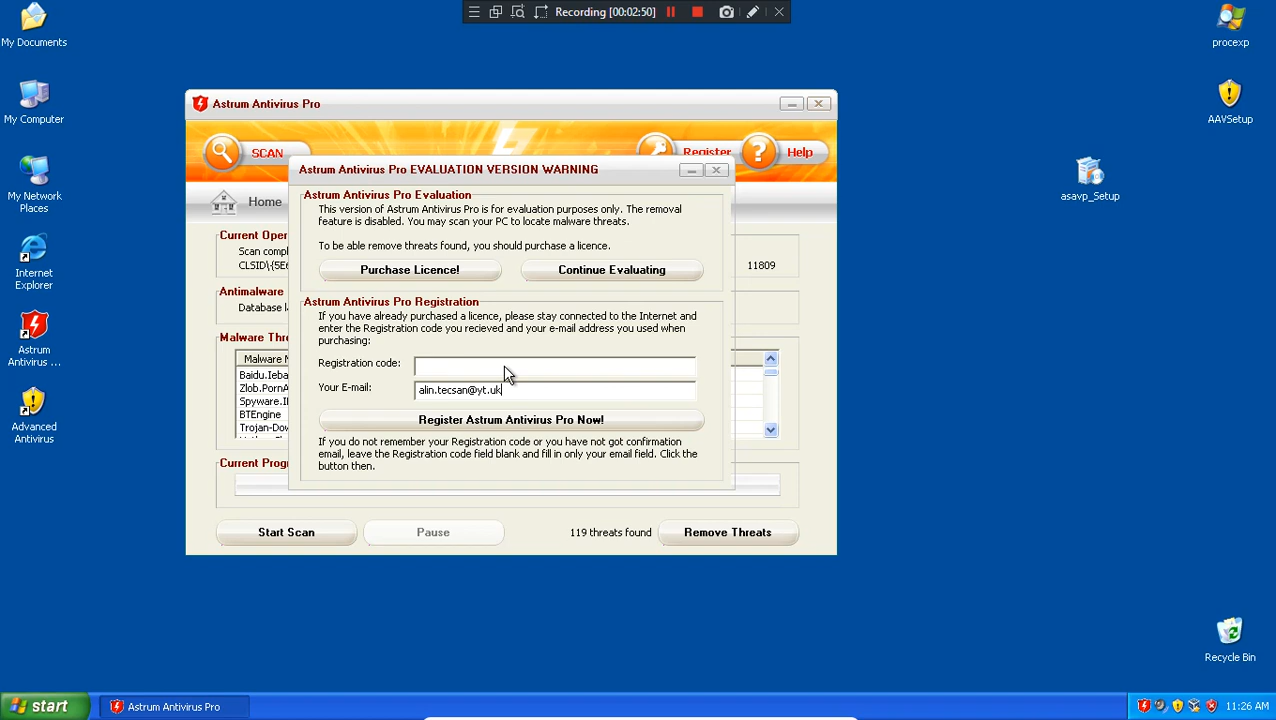 Recording [00:02:50]
My Documents
My Computer
My Network
Places
Internet
Explorer
Astrum
Antivirus ...
Advanced
Antivirus
procexp
AAVSetup
asavp_Setup
Recycle Bin
Astrum Antivirus Pro
SCAN
Register
Help
Home
Current Oper
Scan compl
CLSID\{5E6
11809
Antimalware
Database la
Malware Thr
Malware N
Baidu.Ieba
Zlob.PornA
Spyware.I
BTEngine
Trojan-Dow
Current Prog
Start Scan
Pause
119 threats found
Remove Threats
Astrum Antivirus Pro EVALUATION VERSION WARNING
Astrum Antivirus Pro Evaluation
This version of Astrum Antivirus Pro is for evaluation purposes only. The removal
feature is disabled. You may scan your PC to locate malware threats.
To be able remove threats found, you should purchase a licence.
Purchase Licence!
Continue Evaluating
Astrum Antivirus Pro Registration
If you have already purchased a licence, please stay connected to the Internet and
enter the Registration code you recieved and your e-mail address you used when
purchasing:
Registration code:
Your E-mail:
alin.tecsan@yt.uk
Register Astrum Antivirus Pro Now!
If you do not remember your Registration code or you have not got confirmation
email, leave the Registration code field blank and fill in only your email field. Click the
button then.
start
Astrum Antivirus Pro
11:26 AM